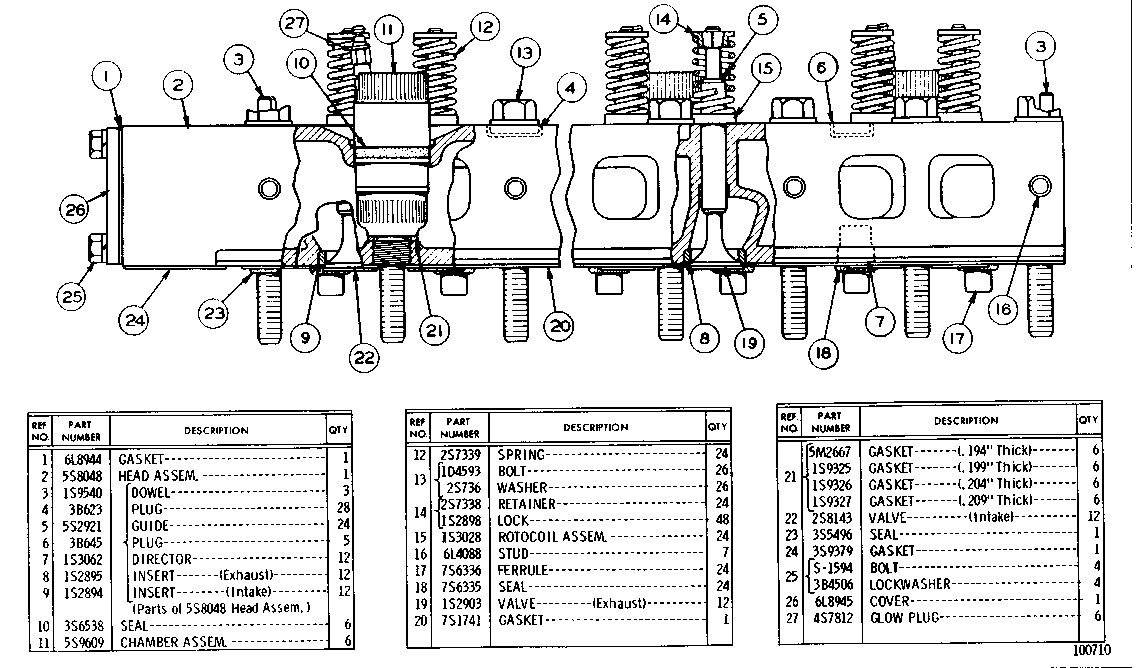 27
11
12
14
5
10
13
4
15
6
3
1
2
3
26
25
24
23
9
22
21
20
8
19
18
7
17
16
REF NO. PART NUMBER DESCRIPTION QTY
1 6L8944 GASKET 1
2 5S8048 HEAD ASSEM. 1
3 1S9540 DOWEL 3
4 3B623 PLUG 28
5 5S2921 GUIDE 24
6 3B645 PLUG 5
7 1S3062 DIRECTOR 12
8 1S2895 INSERT (Exhaust) 12
9 1S2894 INSERT (Intake) 12
(Parts of 5S8048 Head Assem.)
10 3S6538 SEAL 6
11 5S9609 CHAMBER ASSEM. 6
REF NO. PART NUMBER DESCRIPTION QTY
12 2S7339 SPRING 24
13 1D4593 BOLT 26
2S736 WASHER 26
14 2S7338 RETAINER 24
1S2898 LOCK 48
15 1S3028 ROTOCOIL ASSEM. 24
16 6L4088 STUD 7
17 7S6336 FERRULE 24
18 7S6335 SEAL 24
19 1S2903 VALVE (Exhaust) 12
20 7S1741 GASKET 1
REF NO. PART NUMBER DESCRIPTION QTY
21 5M2667 GASKET (.194" Thick) 6
1S9325 GASKET (.199" Thick) 6
1S9326 GASKET (.204" Thick) 6
1S9327 GASKET (.209" Thick) 6
22 2S8143 VALVE (Intake) 12
23 3S5496 SEAL 1
24 3S9379 GASKET 1
25 S-1594 BOLT 4
3B4506 LOCKWASHER 4
26 6L8945 COVER 1
27 4S7812 GLOW PLUG 6
100710